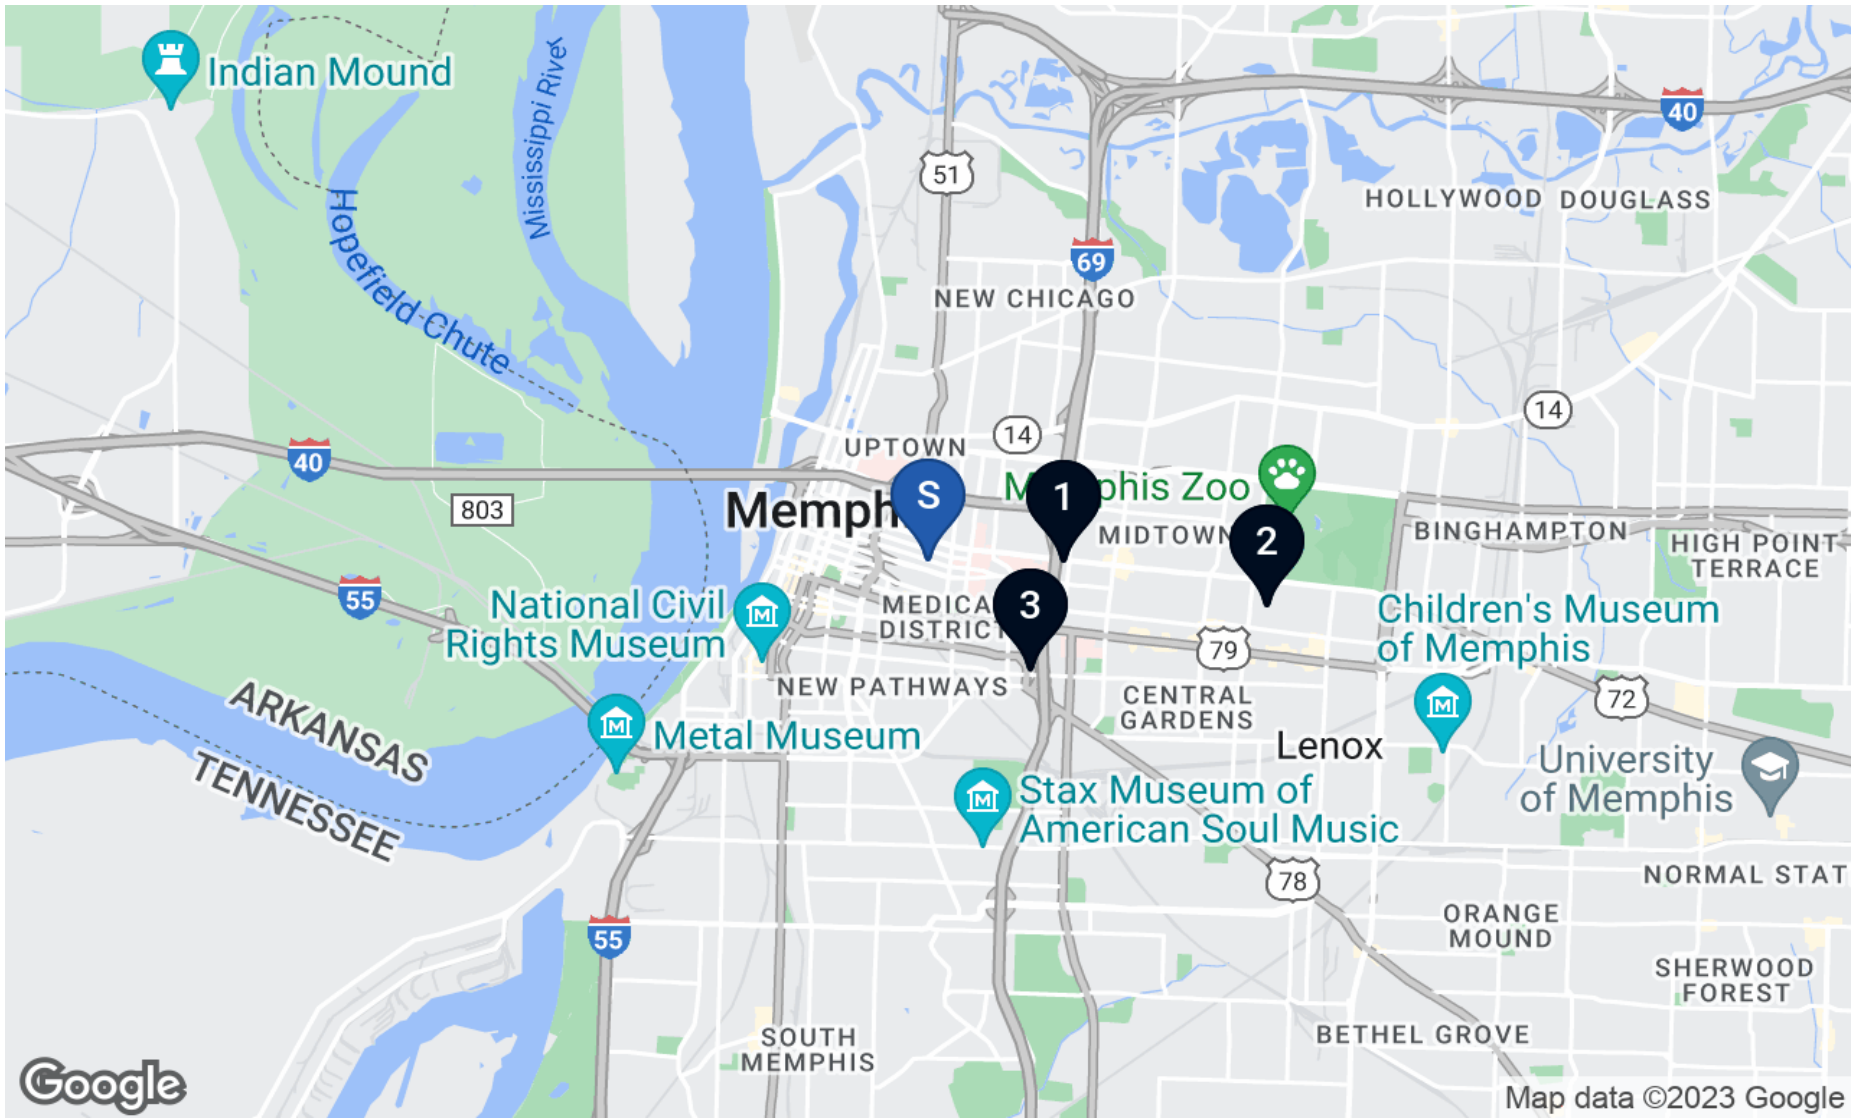 Indian Mound
Mississippi River
Hopefield Chute
40
51
69
HOLLYWOOD
DOUGLASS
NEW CHICAGO
14
14
UPTOWN
40
803
Memph
S
1
M
phis Zoo
MIDTOWN
2
BINGHAMPTON
HIGH POINT
TERRACE
55
National Civil
Rights Museum
MEDICA
DISTRICT
3
79
Children's Museum
of Memphis
NEW PATHWAYS
CENTRAL
GARDENS
72
ARKANSAS
TENNESSEE
Metal Museum
Lenox
University
of Memphis
Stax Museum of
American Soul Music
78
NORMAL STAT
55
ORANGE
MOUND
SHERWOOD
FOREST
SOUTH
MEMPHIS
BETHEL GROVE
Google
Map data ©2023 Google